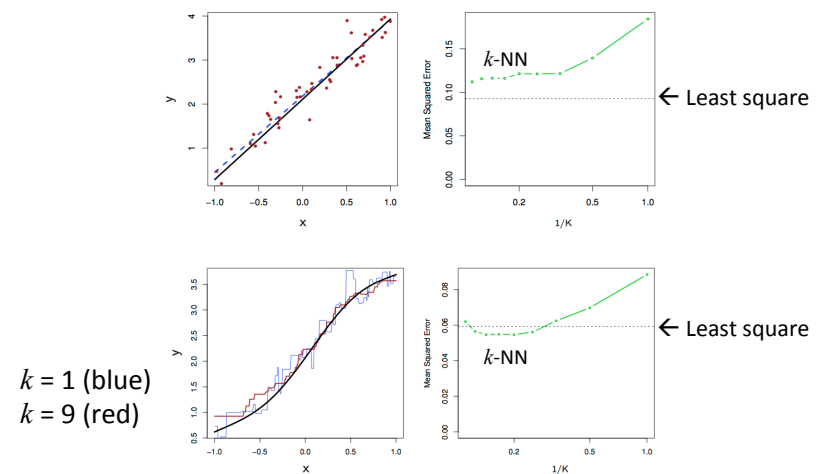 y
4
3
2
1
−1.0
−0.5
0.0
0.5
1.0
x
Mean Squared Error
0.15
0.10
0.05
0.00
k-NN
← Least square
0.2
0.5
1.0
1/K
y
3.5
3.0
2.5
2.0
1.5
1.0
0.5
−1.0
−0.5
0.0
0.5
1.0
x
Mean Squared Error
0.08
0.06
0.04
0.02
0.00
← Least square
k-NN
0.2
0.5
1.0
1/K
k = 1 (blue)
k = 9 (red)